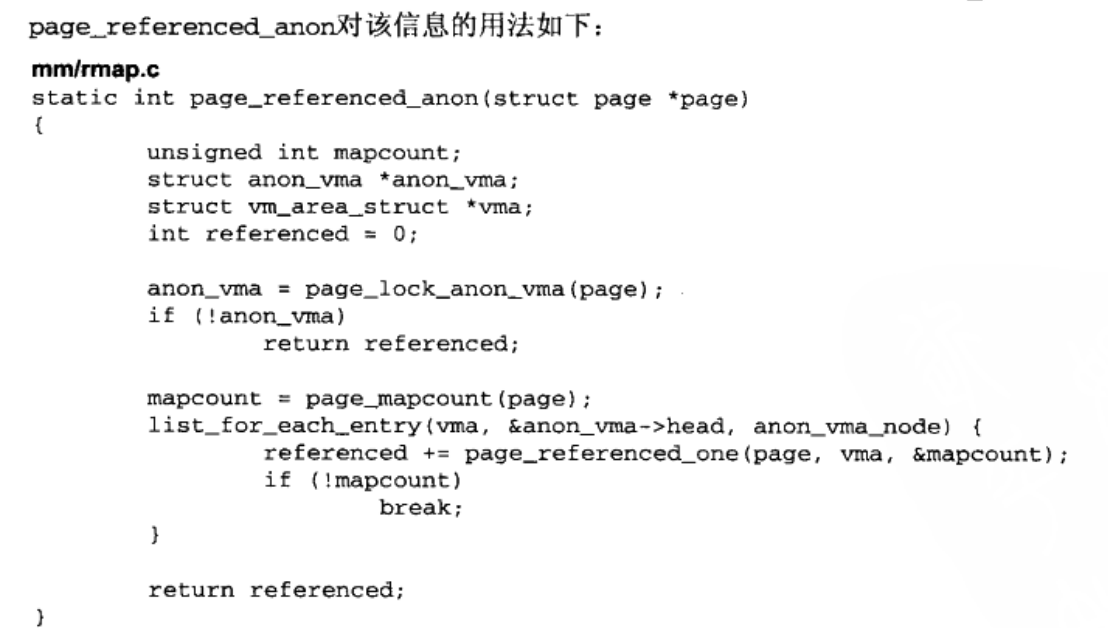 page_referenced_anon对该信息的用法如下：
mm/rmap.c
static int page_referenced_anon(struct page *page)
{
        unsigned int mapcount;
        struct anon_vma *anon_vma;
        struct vm_area_struct *vma;
        int referenced = 0;

        anon_vma = page_lock_anon_vma(page);
        if (!anon_vma)
                return referenced;

        mapcount = page_mapcount(page);
        list_for_each_entry(vma, &anon_vma->head, anon_vma_node) {
                referenced += page_referenced_one(page, vma, &mapcount);
                if (!mapcount)
                        break;
        }

        return referenced;
}